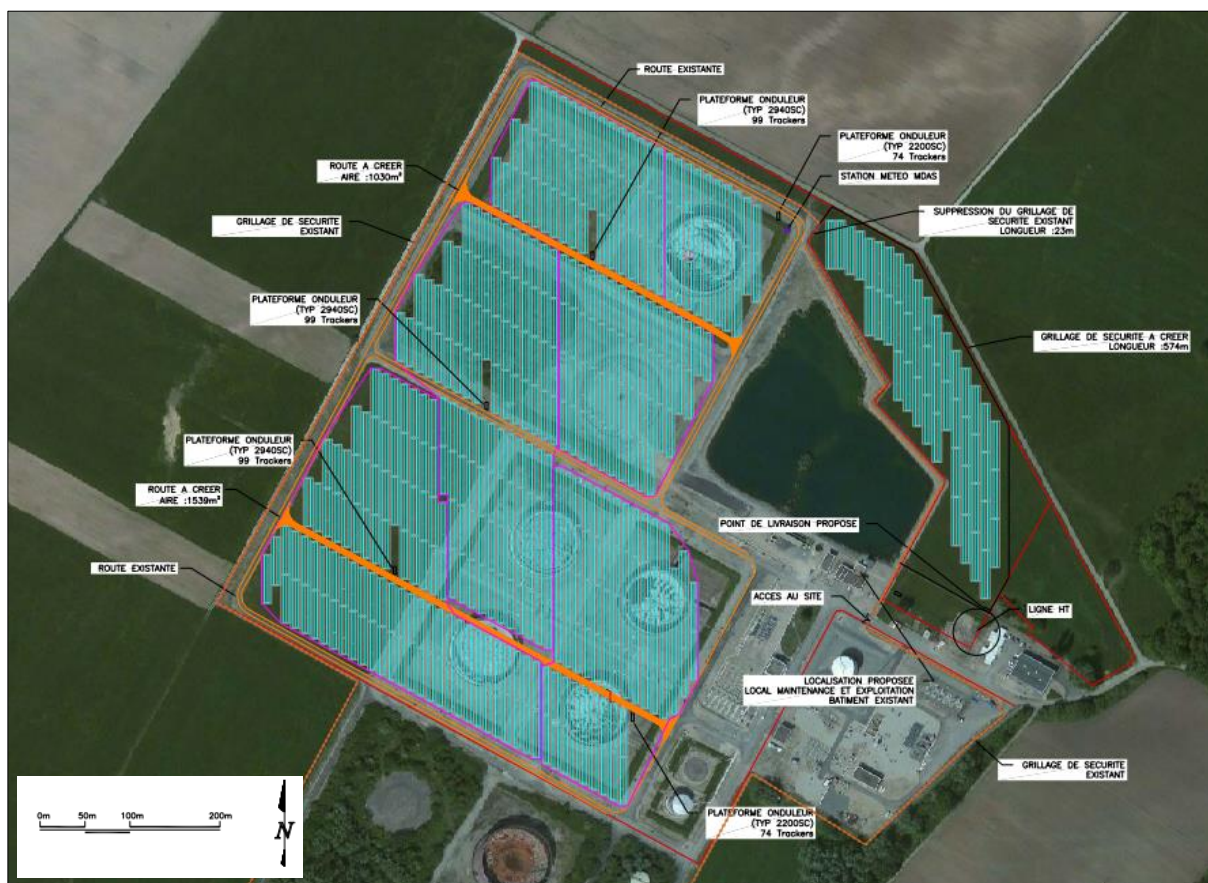 ROUTE EXISTANTE
PLATEFORME ONDULEUR
(TYP 2940SC)
99 Trackers
PLATEFORME ONDULEUR
(TYP 2200SC)
74 Trackers
STATION METEO MDAS
ROUTE A CREER
AIRE :1030m²
SUPPRESSION DU GRILLAGE DE
SECURITE EXISTANT
LONGUEUR :23m
GRILLAGE DE SECURITE
EXISTANT
PLATEFORME ONDULEUR
(TYP 2940SC)
99 Trackers
GRILLAGE DE SECURITE A CREER
LONGUEUR :574m
PLATEFORME ONDULEUR
(TYP 2940SC)
99 Trackers
ROUTE A CREER
AIRE :1539m²
POINT DE LIVRAISON PROPOSE
ROUTE EXISTANTE
ACCES AU SITE
LIGNE HT
LOCALISATION PROPOSEE
LOCAL MAINTENANCE ET EXPLOITATION
BATIMENT EXISTANT
GRILLAGE DE SECURITE
EXISTANT
PLATEFORME ONDULEUR
(TYP 2200SC)
74 Trackers
0m 50m 100m 200m
N